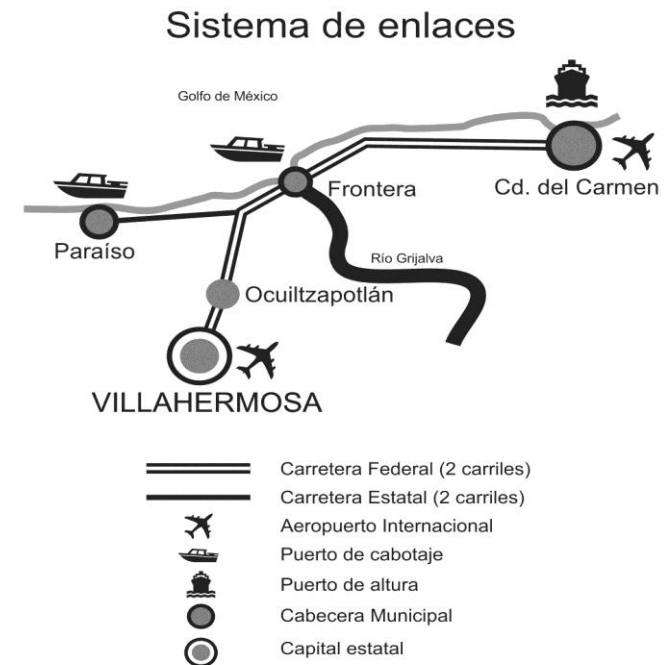 Sistema de enlaces
Golfo de México
Frontera
Cd. del Carmen
Paraíso
Río Grijalva
Ocuiltzapotlán
VILLAHERMOSA
Carretera Federal (2 carriles)
Carretera Estatal (2 carriles)
Aeropuerto Internacional
Puerto de cabotaje
Puerto de altura
Cabecera Municipal
Capital estatal